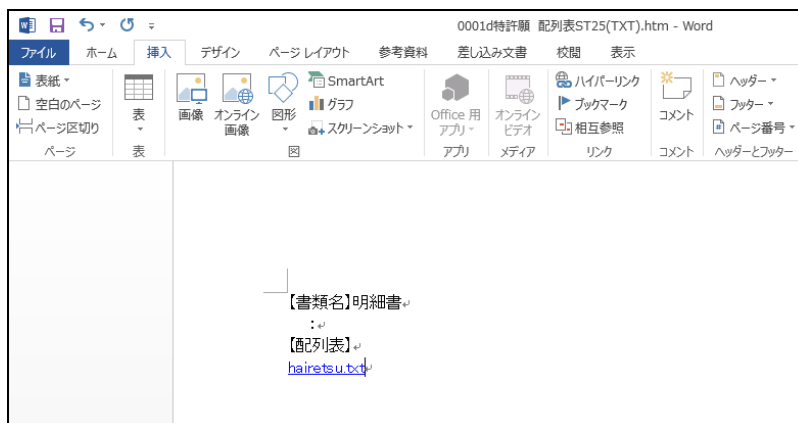 0001d特許願 配列表ST25(TXT).htm - Word
ファイル ホーム 挿入 デザイン ページ レイアウト 参考資料 差し込み文書 校閲 表示
表紙
空白のページ
ページ区切り
ページ
表
表
画像
オンライン
画像
図形
SmartArt
グラフ
スクリーンショット
図
Office 用
アプリ
アプリ
オンライン
ビデオ
メディア
ハイパーリンク
ブックマーク
相互参照
リンク
コメント
コメント
ヘッダー
フッター
ページ番号
ヘッダーとフッター
【書類名】明細書
:
【配列表】
hairetsu.txt